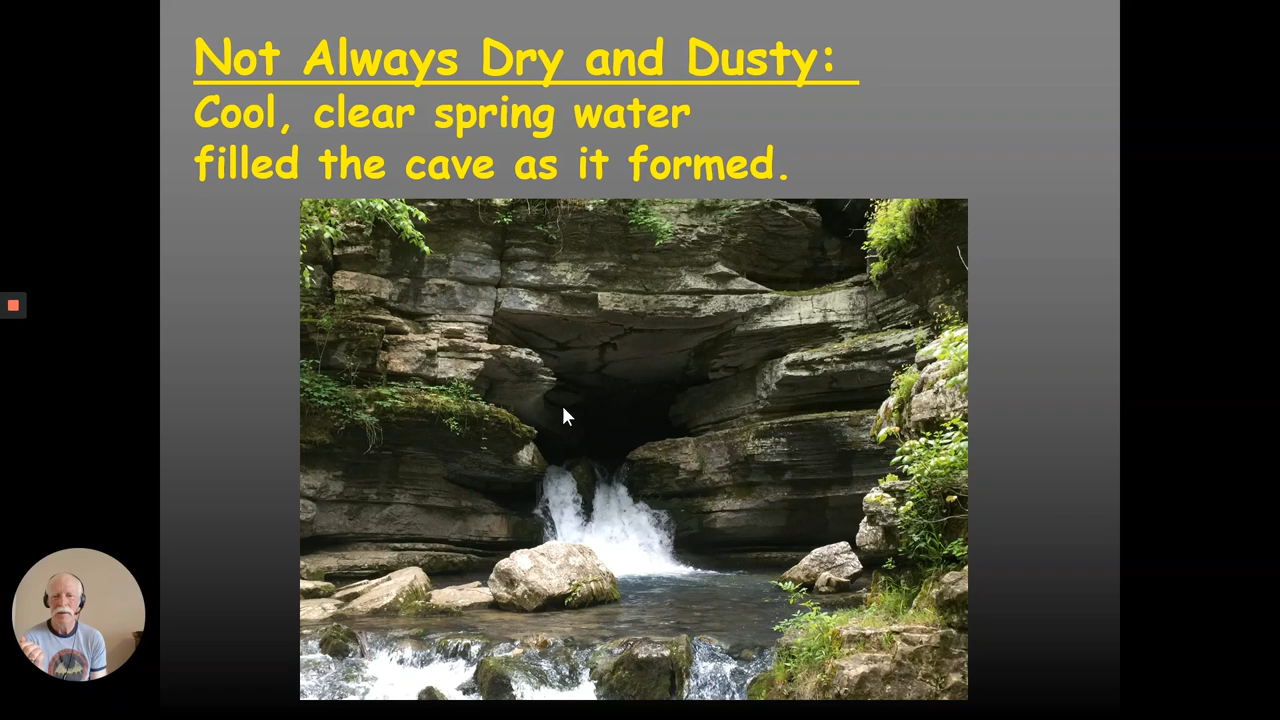 Not Always Dry and Dusty:
Cool, clear spring water
filled the cave as it formed.